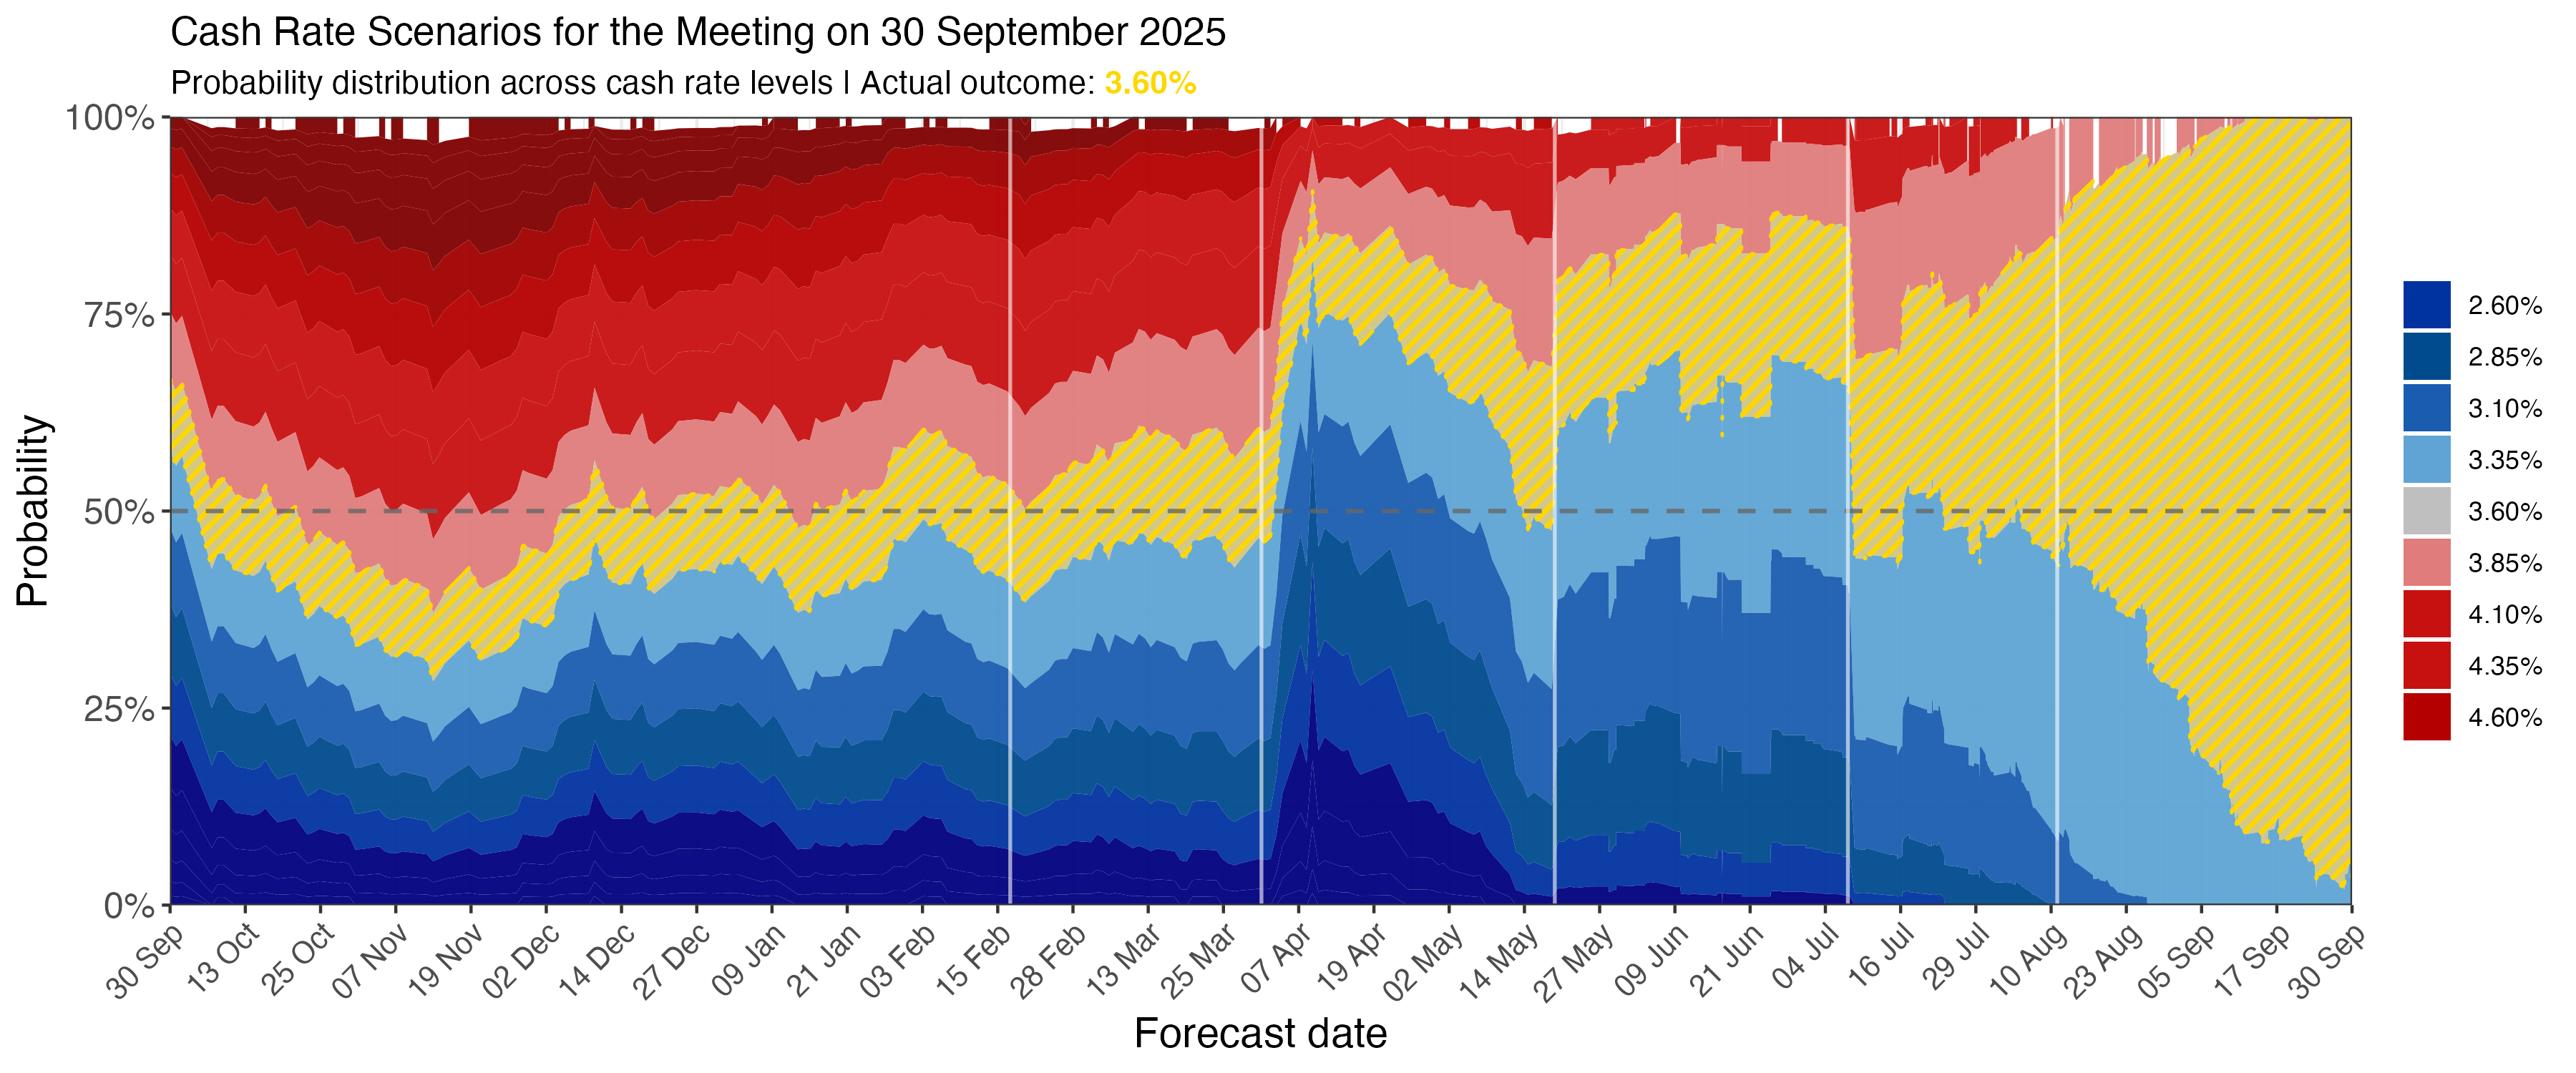 Cash Rate Scenarios for the Meeting on 30 September 2025
Probability distribution across cash rate levels | Actual outcome: 3.60%
100%
75%
50%
25%
0%
Probability
30 Sep
13 Oct
25 Oct
07 Nov
19 Nov
02 Dec
14 Dec
27 Dec
09 Jan
21 Jan
03 Feb
15 Feb
28 Feb
13 Mar
25 Mar
07 Apr
19 Apr
02 May
14 May
27 May
09 Jun
21 Jun
04 Jul
16 Jul
29 Jul
10 Aug
23 Aug
05 Sep
17 Sep
30 Sep
Forecast date
2.60%
2.85%
3.10%
3.35%
3.60%
3.85%
4.10%
4.35%
4.60%